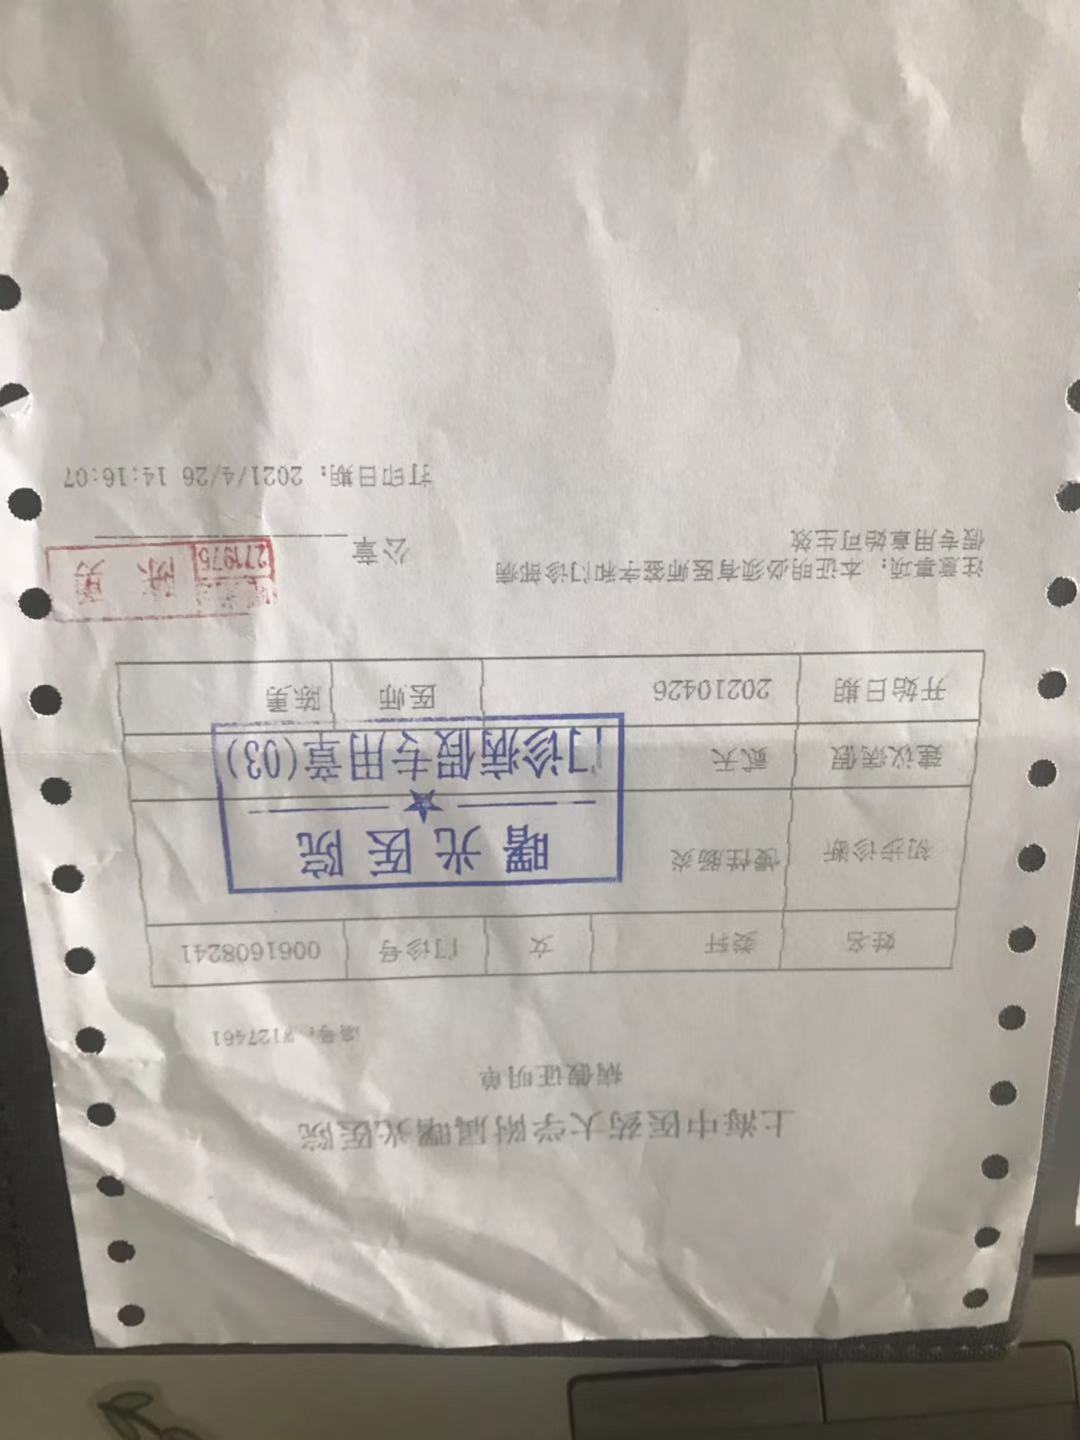 上海中医药大学附属曙光医院
病假证明单
编号: 7127461
姓名 娄轩 女 门诊号 0061608241
初步诊断 慢性肠炎
曙光医院
建议病假 贰天
门诊病假专用章(03)
开始日期 20210426 医师 陈勇
注意事项: 本证明必须有医师签字和门诊部病
假专用章始可生效
公章
陈勇
271975
打印日期: 2021/4/26 14:16:07